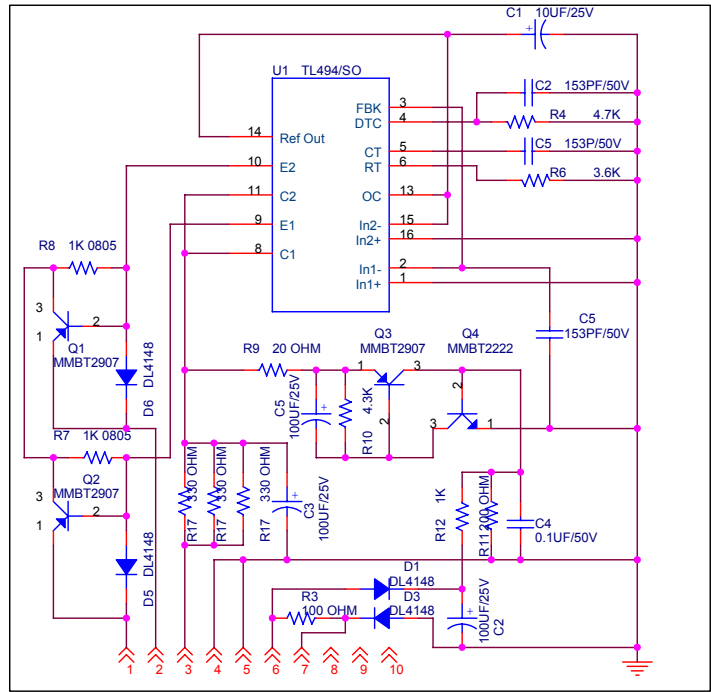 C1 10UF/25V
U1 TL494/SO
C2 153PF/50V
FBK 3
DTC 4
R4 4.7K
14 Ref Out
C5 153P/50V
CT 5
RT 6
10 E2
R6 3.6K
11 C2
OC 13
9 E1
In2- 15
In2+ 16
8 C1
R8 1K 0805
In1- 2
In1+ 1
3
2
1
Q1
MMBT2907
DL4148
D6
C5
153PF/50V
R9 20 OHM
Q3
MMBT2907
Q4
MMBT2222
1
3
2
2
3
1
C5
100UF/25V
4.3K
R10
R7 1K 0805
Q2
MMBT2907
3
2
1
DL4148
D5
330 OHM
R17
330 OHM
R17
330 OHM
R17
C3
100UF/25V
1K
R12
200 OHM
R11
C4
0.1UF/50V
D1
DL4148
R3
100 OHM
D3
DL4148
100UF/25V
C2
1 2 3 4 5 6 7 8 9 10